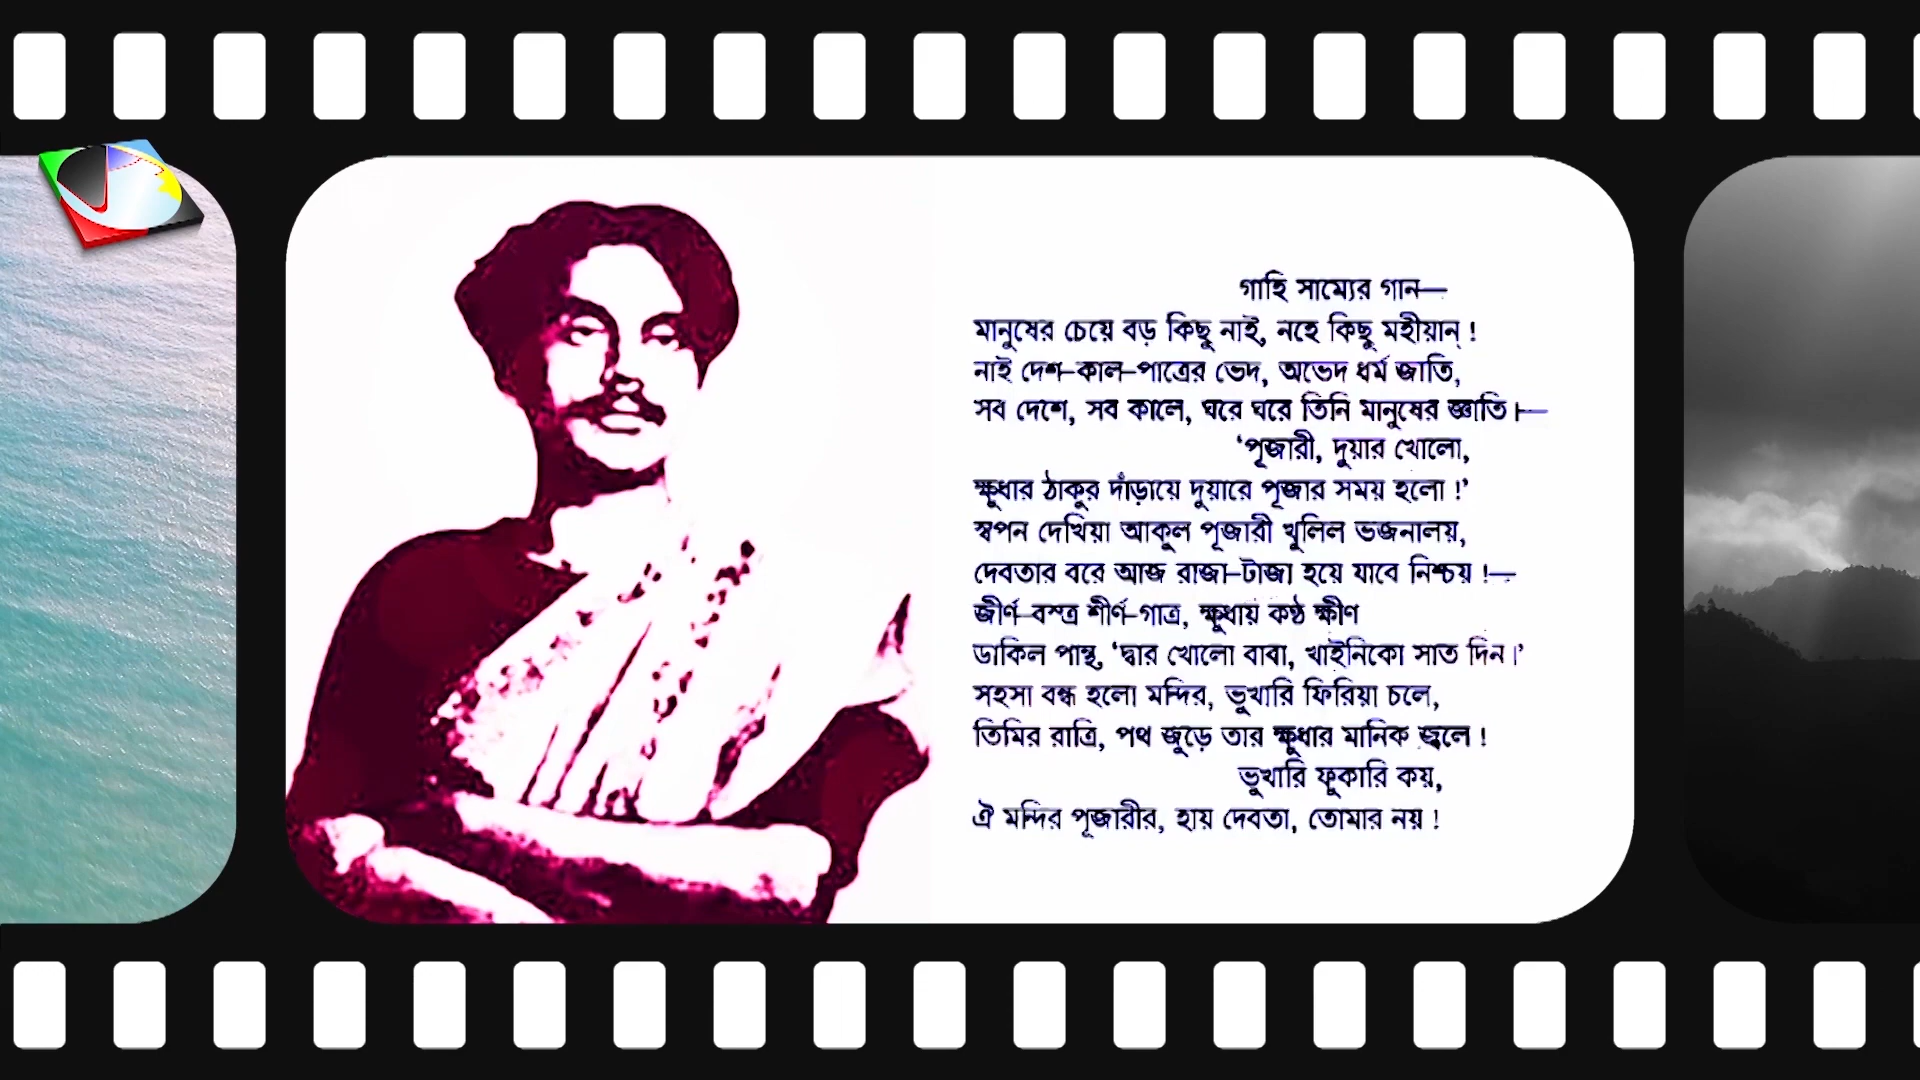 গাহি সাম্যের গান—
মানুষের চেয়ে বড় কিছু নাই, নহে কিছু মহীয়ান্ !
নাই দেশ-কাল-পাত্রের ভেদ, অভেদ ধর্ম জাতি,
সব দেশে, সব কালে, ঘরে ঘরে তিনি মানুষের জ্ঞাতি।—
‘পূজারী, দুয়ার খোলো,
ক্ষুধার ঠাকুর দাঁড়ায়ে দুয়ারে পূজার সময় হলো !’
স্বপন দেখিয়া আকুল পূজারী খুলিল ভজনালয়,
দেবতার বরে আজ রাজা-টাজা হয়ে যাবে নিশ্চয় !—
জীর্ণ-বস্ত্র শীর্ণ-গাত্র, ক্ষুধায় কণ্ঠ ক্ষীণ
ডাকিল পান্থ, ‘দ্বার খোলো বাবা, খাইনিকো সাত দিন।’
সহসা বন্ধ হলো মন্দির, ভুখারি ফিরিয়া চলে,
তিমির রাত্রি, পথ জুড়ে তার ক্ষুধার মানিক জ্বলে !
ভুখারি ফুকারি কয়,
ঐ মন্দির পূজারীর, হায় দেবতা, তোমার নয় !